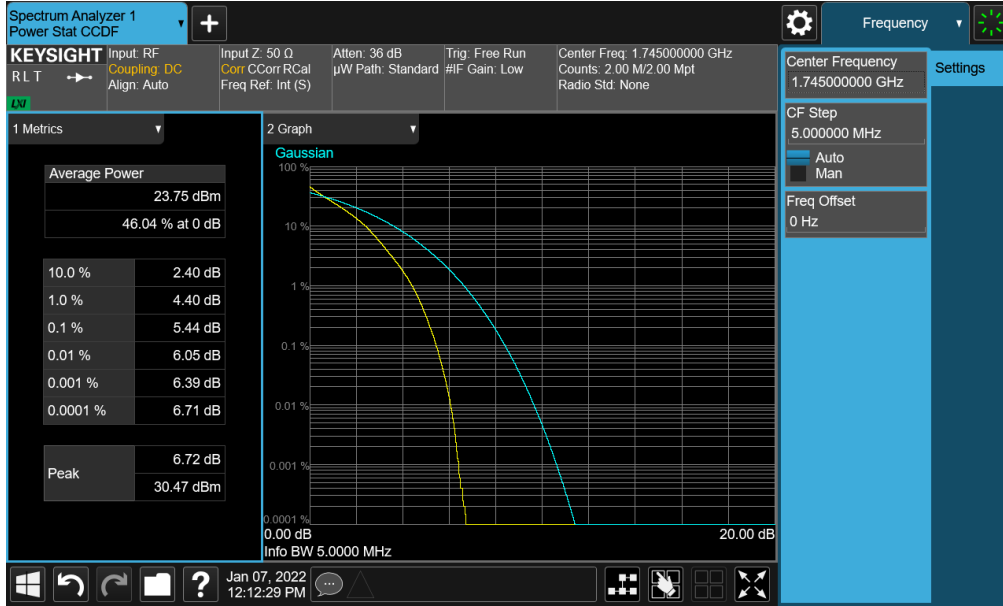 Spectrum Analyzer 1
Power Stat CCDF
+
Frequency
KEYSIGHT
R L T
LXI
Input: RF
Coupling: DC
Align: Auto
Input Z: 50 Ω
Corr CCorr RCal
Freq Ref: Int (S)
Atten: 36 dB
µW Path: Standard
Trig: Free Run
#IF Gain: Low
Center Freq: 1.745000000 GHz
Counts: 2.00 M/2.00 Mpt
Radio Std: None
Center Frequency
1.745000000 GHz
Settings
CF Step
5.000000 MHz
Auto
Man
Freq Offset
0 Hz
1 Metrics
Average Power
23.75 dBm
46.04 % at 0 dB
10.0 % 2.40 dB
1.0 % 4.40 dB
0.1 % 5.44 dB
0.01 % 6.05 dB
0.001 % 6.39 dB
0.0001 % 6.71 dB
Peak
6.72 dB
30.47 dBm
2 Graph
Gaussian
100 %
10 %
1 %
0.1 %
0.01 %
0.001 %
0.0001 %
0.00 dB
20.00 dB
Info BW 5.0000 MHz
?
Jan 07, 2022
12:12:29 PM